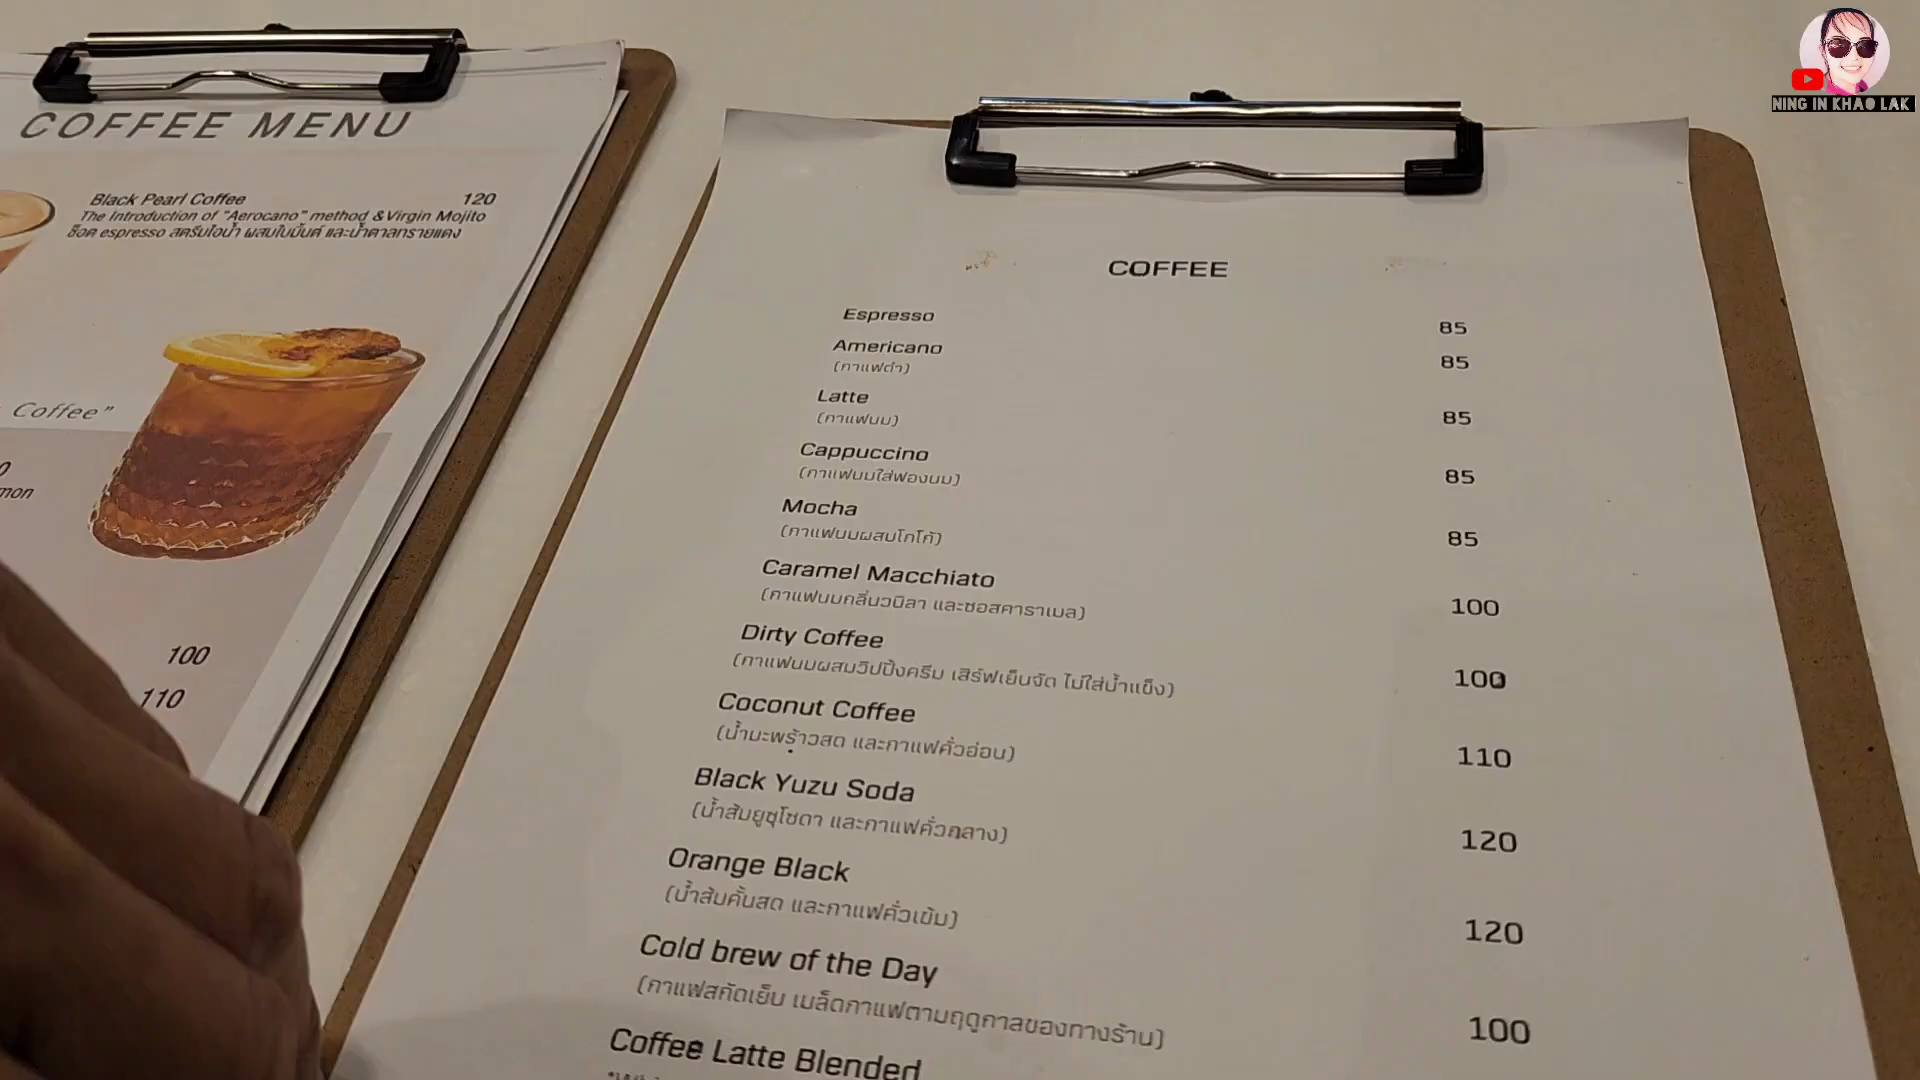 NING IN KHAO LAK
COFFEE MENU
Black Pearl Coffee 120
The Introduction of "Aerocano" method & Virgin Mojito
ช็อต espresso สตรีมไอน้ำ ผสมใบมิ้นต์ และน้ำตาลทรายแดง
Coffee"
0
mon
100
110
COFFEE
Espresso 85
Americano 85
(กาแฟดำ)
Latte 85
(กาแฟนม)
Cappuccino 85
(กาแฟนมใส่ฟองนม)
Mocha 85
(กาแฟนมผสมโกโก้)
Caramel Macchiato 100
(กาแฟนมกลิ่นวนิลา และซอสคาราเมล)
Dirty Coffee 100
(กาแฟนมผสมวิปปิ้งครีม เสิร์ฟเย็นจัด ไม่ใส่น้ำแข็ง)
Coconut Coffee 110
(น้ำมะพร้าวสด และกาแฟคั่วอ่อน)
Black Yuzu Soda 120
(น้ำส้มยูซุโซดา และกาแฟคั่วกลาง)
Orange Black 120
(น้ำส้มคั้นสด และกาแฟคั่วเข้ม)
Cold brew of the Day 100
(กาแฟสกัดเย็น เมล็ดกาแฟตามฤดูกาลของทางร้าน)
Coffee Latte Blended